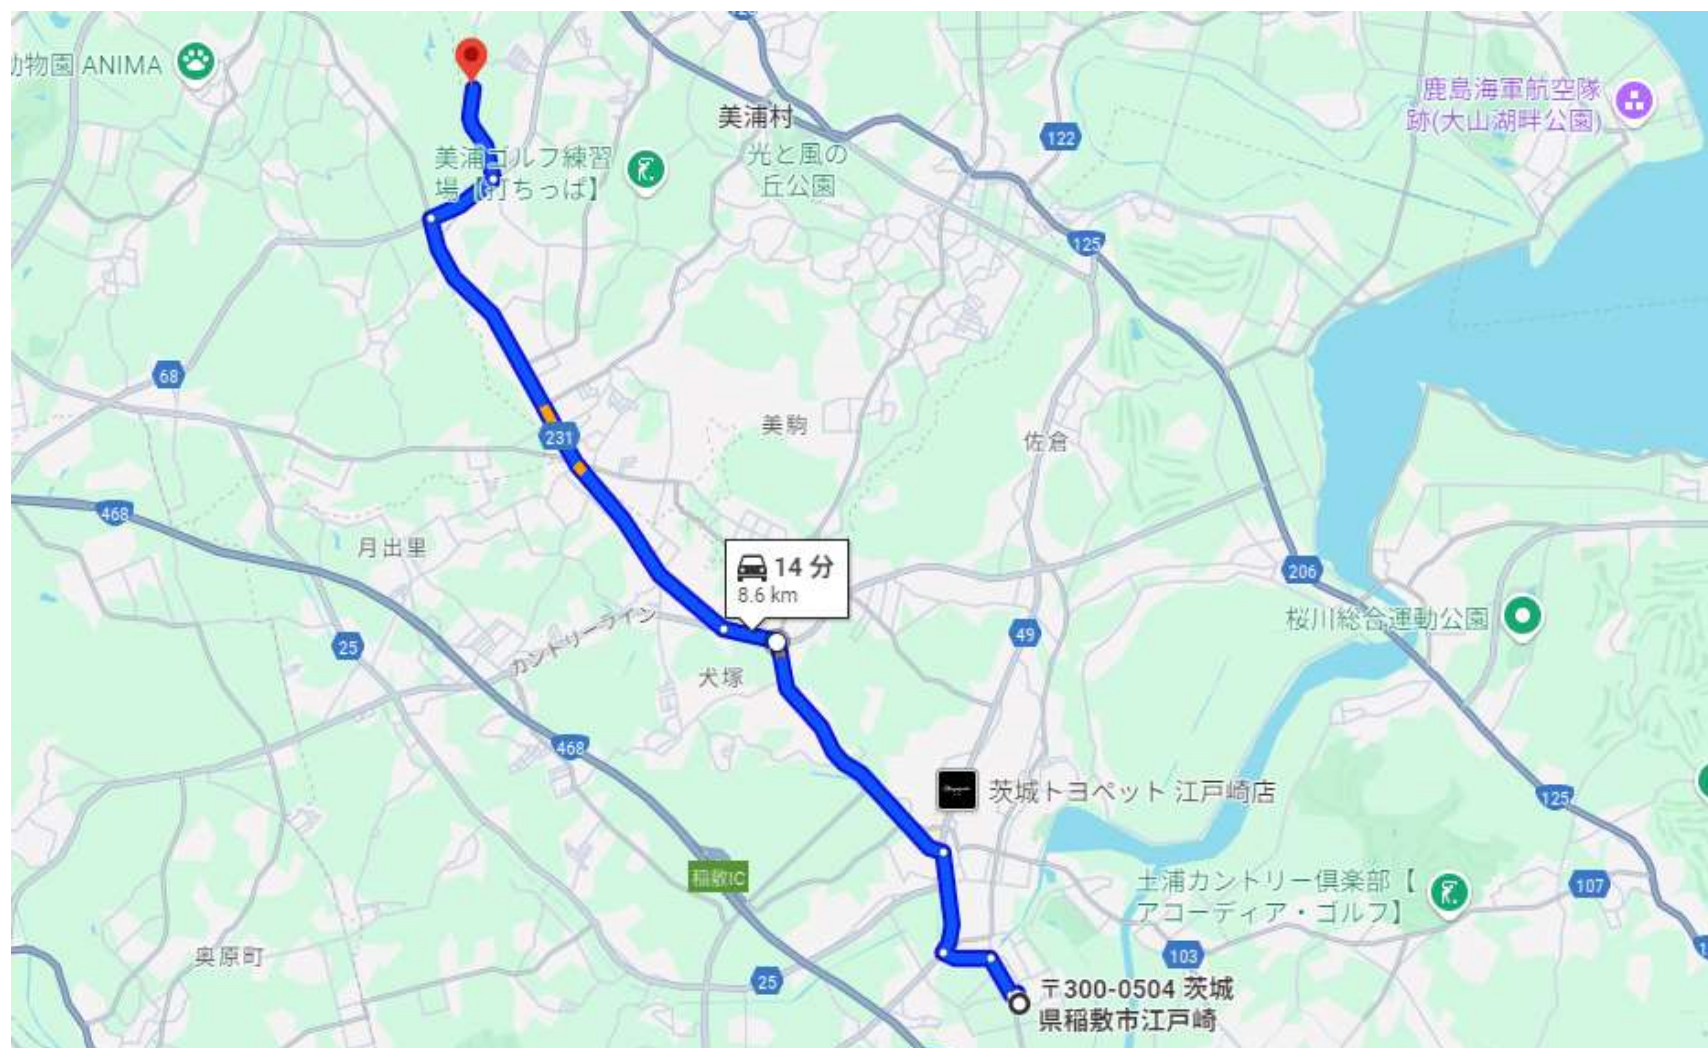 動物園 ANIMA
美浦村
122
鹿島海軍航空隊
跡(大山湖畔公園)
美浦ゴルフ練習
場【打ちっぱ】
光と風の
丘公園
125
68
231
美駒
佐倉
468
月出里
14 分
8.6 km
206
桜川総合運動公園
カントリーライン
49
25
犬塚
468
茨城トヨペット 江戸崎店
125
稲敷IC
土浦カントリー倶楽部【
アコーディア・ゴルフ】
107
奥原町
25
103
〒300-0504 茨城
県稲敷市江戸崎